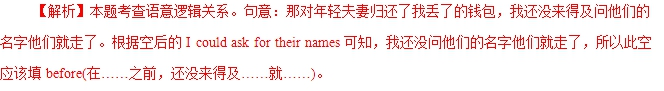 【解析】本题考查语意逻辑关系。句意：那对年轻夫妻归还了我丢了的钱包，我还没来得及问他们的
名字他们就走了。根据空后的 I could ask for their names 可知，我还没问他们的名字他们就走了，所以此空
应该填 before(在……之前，还没来得及……就……)。